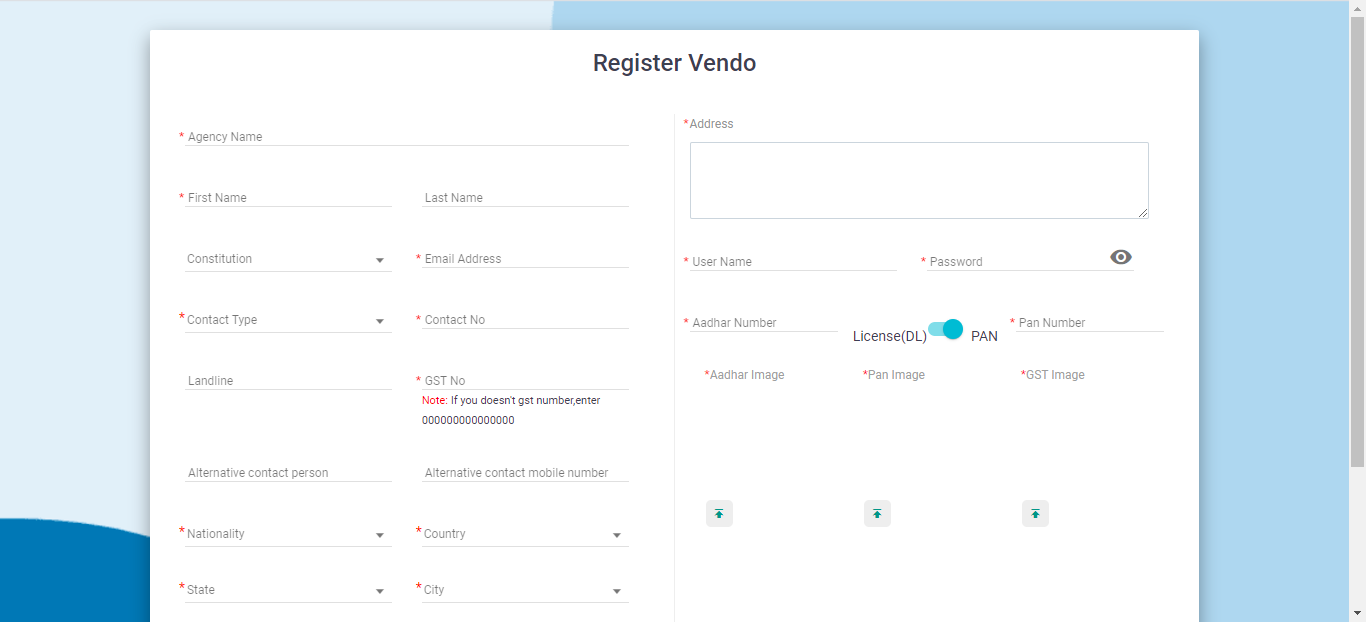 Register Vendo
* Agency Name
* First Name
Last Name
Constitution
* Email Address
* Contact Type
* Contact No
Landline
* GST No
Note: If you doesn't gst number,enter
000000000000000
Alternative contact person
Alternative contact mobile number
* Nationality
* Country
* State
* City
*Address
* User Name
* Password
* Aadhar Number
License(DL)
PAN
* Pan Number
*Aadhar Image
*Pan Image
*GST Image